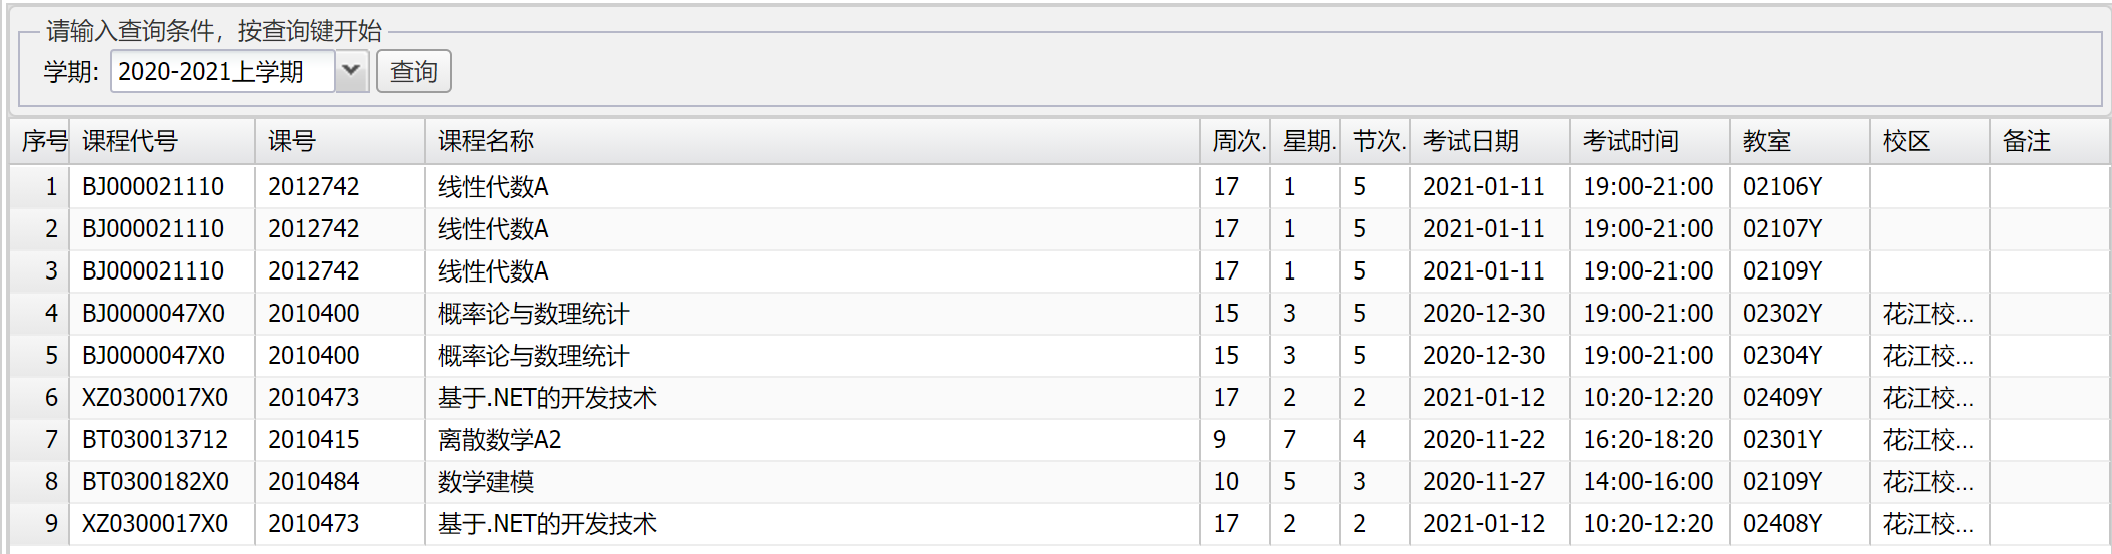 请输入查询条件，按查询键开始
学期: 2020-2021上学期 查询
序号 课程代号 课号 课程名称 周次. 星期. 节次. 考试日期 考试时间 教室 校区 备注
1 BJ000021110 2012742 线性代数A 17 1 5 2021-01-11 19:00-21:00 02106Y
2 BJ000021110 2012742 线性代数A 17 1 5 2021-01-11 19:00-21:00 02107Y
3 BJ000021110 2012742 线性代数A 17 1 5 2021-01-11 19:00-21:00 02109Y
4 BJ0000047X0 2010400 概率论与数理统计 15 3 5 2020-12-30 19:00-21:00 02302Y 花江校...
5 BJ0000047X0 2010400 概率论与数理统计 15 3 5 2020-12-30 19:00-21:00 02304Y 花江校...
6 XZ0300017X0 2010473 基于.NET的开发技术 17 2 2 2021-01-12 10:20-12:20 02409Y 花江校...
7 BT030013712 2010415 离散数学A2 9 7 4 2020-11-22 16:20-18:20 02301Y 花江校...
8 BT0300182X0 2010484 数学建模 10 5 3 2020-11-27 14:00-16:00 02109Y 花江校...
9 XZ0300017X0 2010473 基于.NET的开发技术 17 2 2 2021-01-12 10:20-12:20 02408Y 花江校...